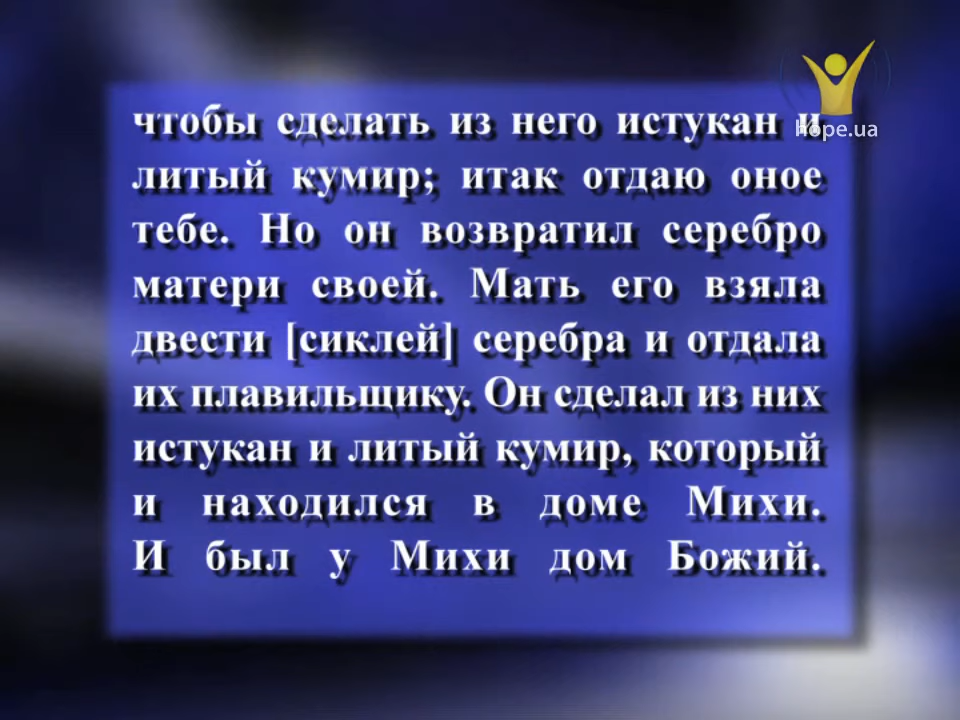 hope.ua
чтобы сделать из него истукан и
литый кумир; итак отдаю оное
тебе. Но он возвратил серебро
матери своей. Мать его взяла
двести [сиклей] серебра и отдала
их плавильщику. Он сделал из них
истукан и литый кумир, который
и находился в доме Михи.
И был у Михи дом Божий.